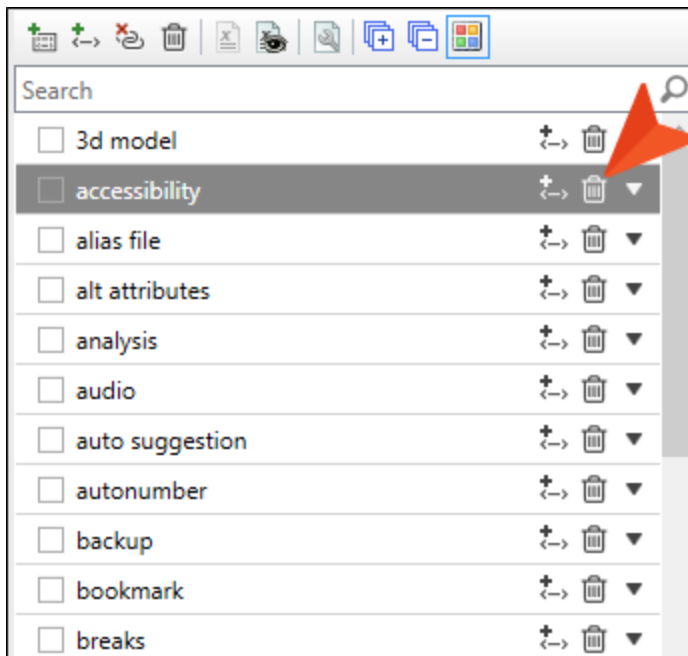 Search
3d model
accessibility
alias file
alt attributes
analysis
audio
auto suggestion
autonumber
backup
bookmark
breaks